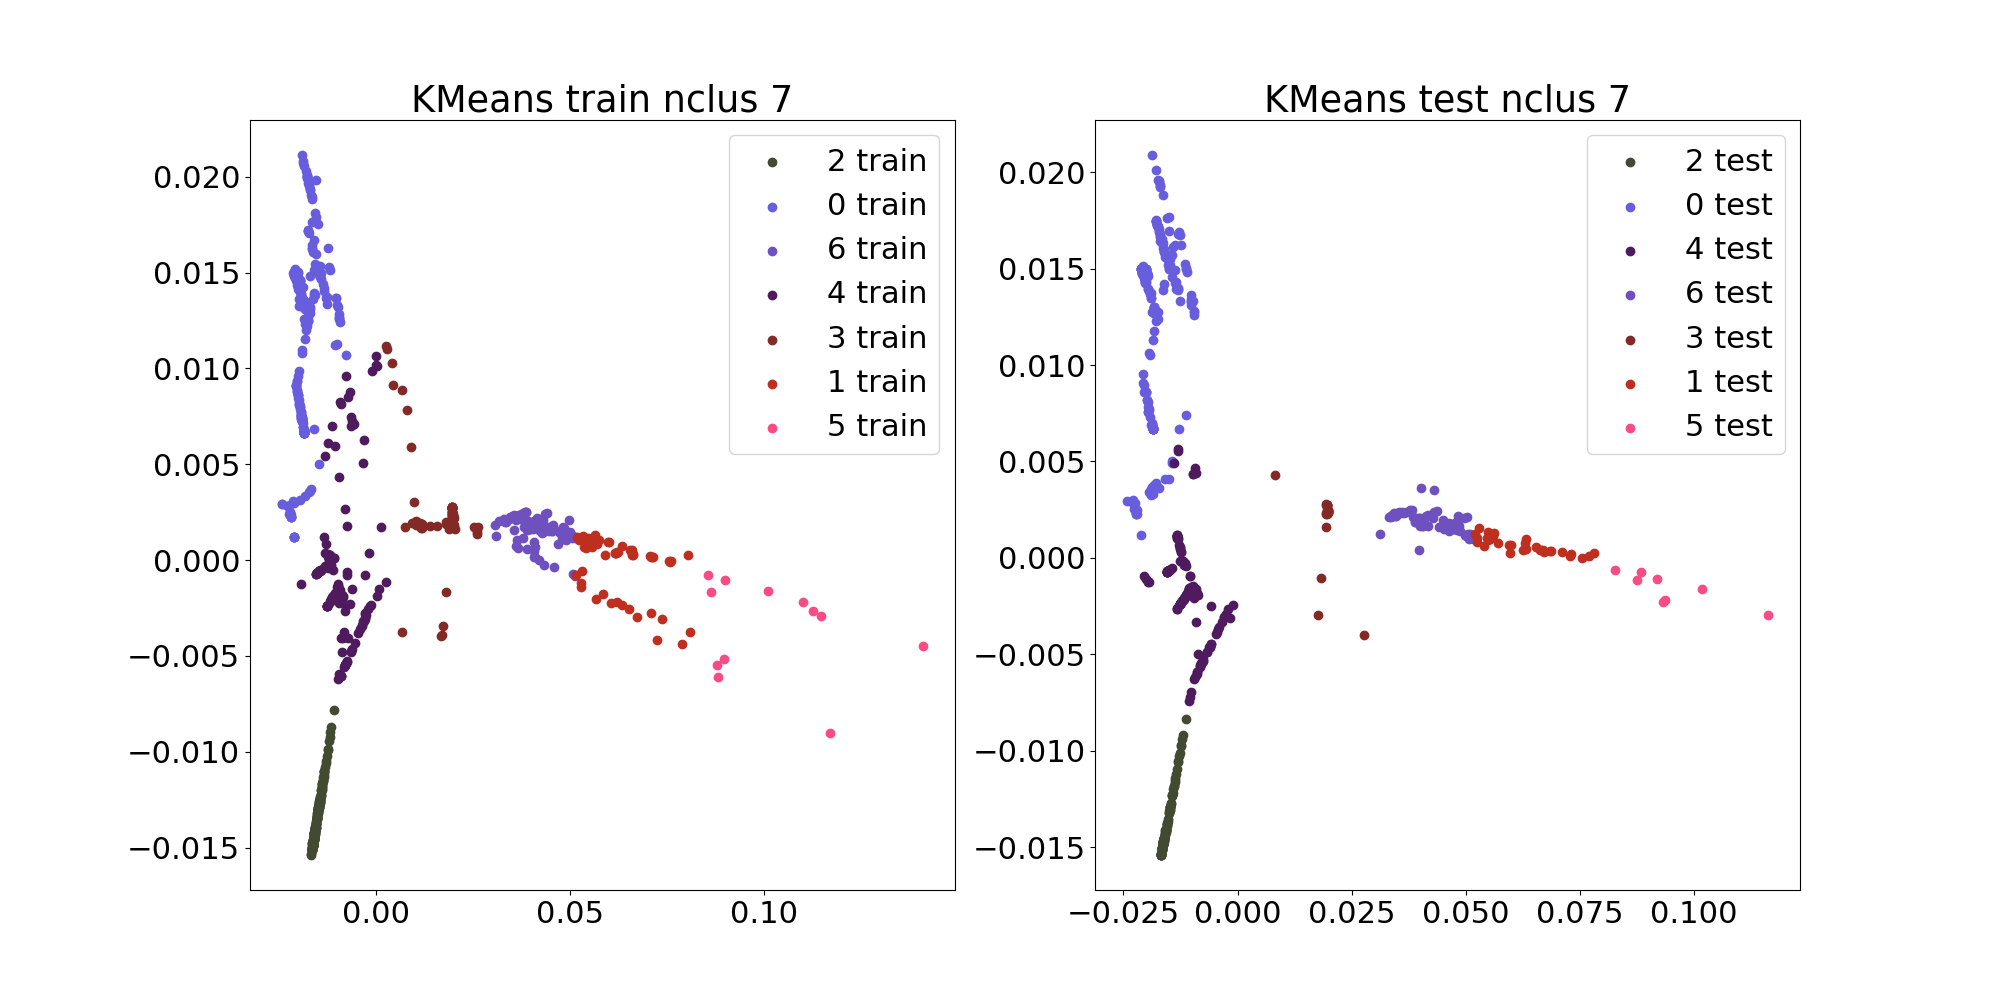 KMeans train nclus 7
0.020
0.015
0.010
0.005
0.000
−0.005
−0.010
−0.015
0.00
0.05
0.10
2 train
0 train
6 train
4 train
3 train
1 train
5 train
KMeans test nclus 7
0.020
0.015
0.010
0.005
0.000
−0.005
−0.010
−0.015
−0.025
0.000
0.025
0.050
0.075
0.100
2 test
0 test
4 test
6 test
3 test
1 test
5 test